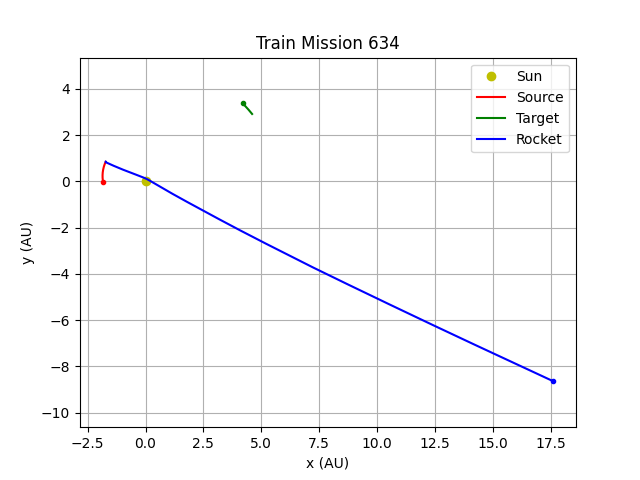 Train Mission 634
Sun
Source
Target
Rocket
4
2
0
−2
−4
−6
−8
−10
y (AU)
−2.5 0.0 2.5 5.0 7.5 10.0 12.5 15.0 17.5
x (AU)